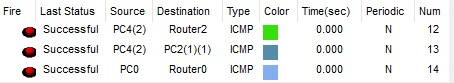 Fire Last Status Source Destination Type Color Time(sec) Periodic Num
Successful PC4(2) Router2 ICMP 0.000 N 12
Successful PC4(2) PC2(1)(1) ICMP 0.000 N 13
Successful PC0 Router0 ICMP 0.000 N 14